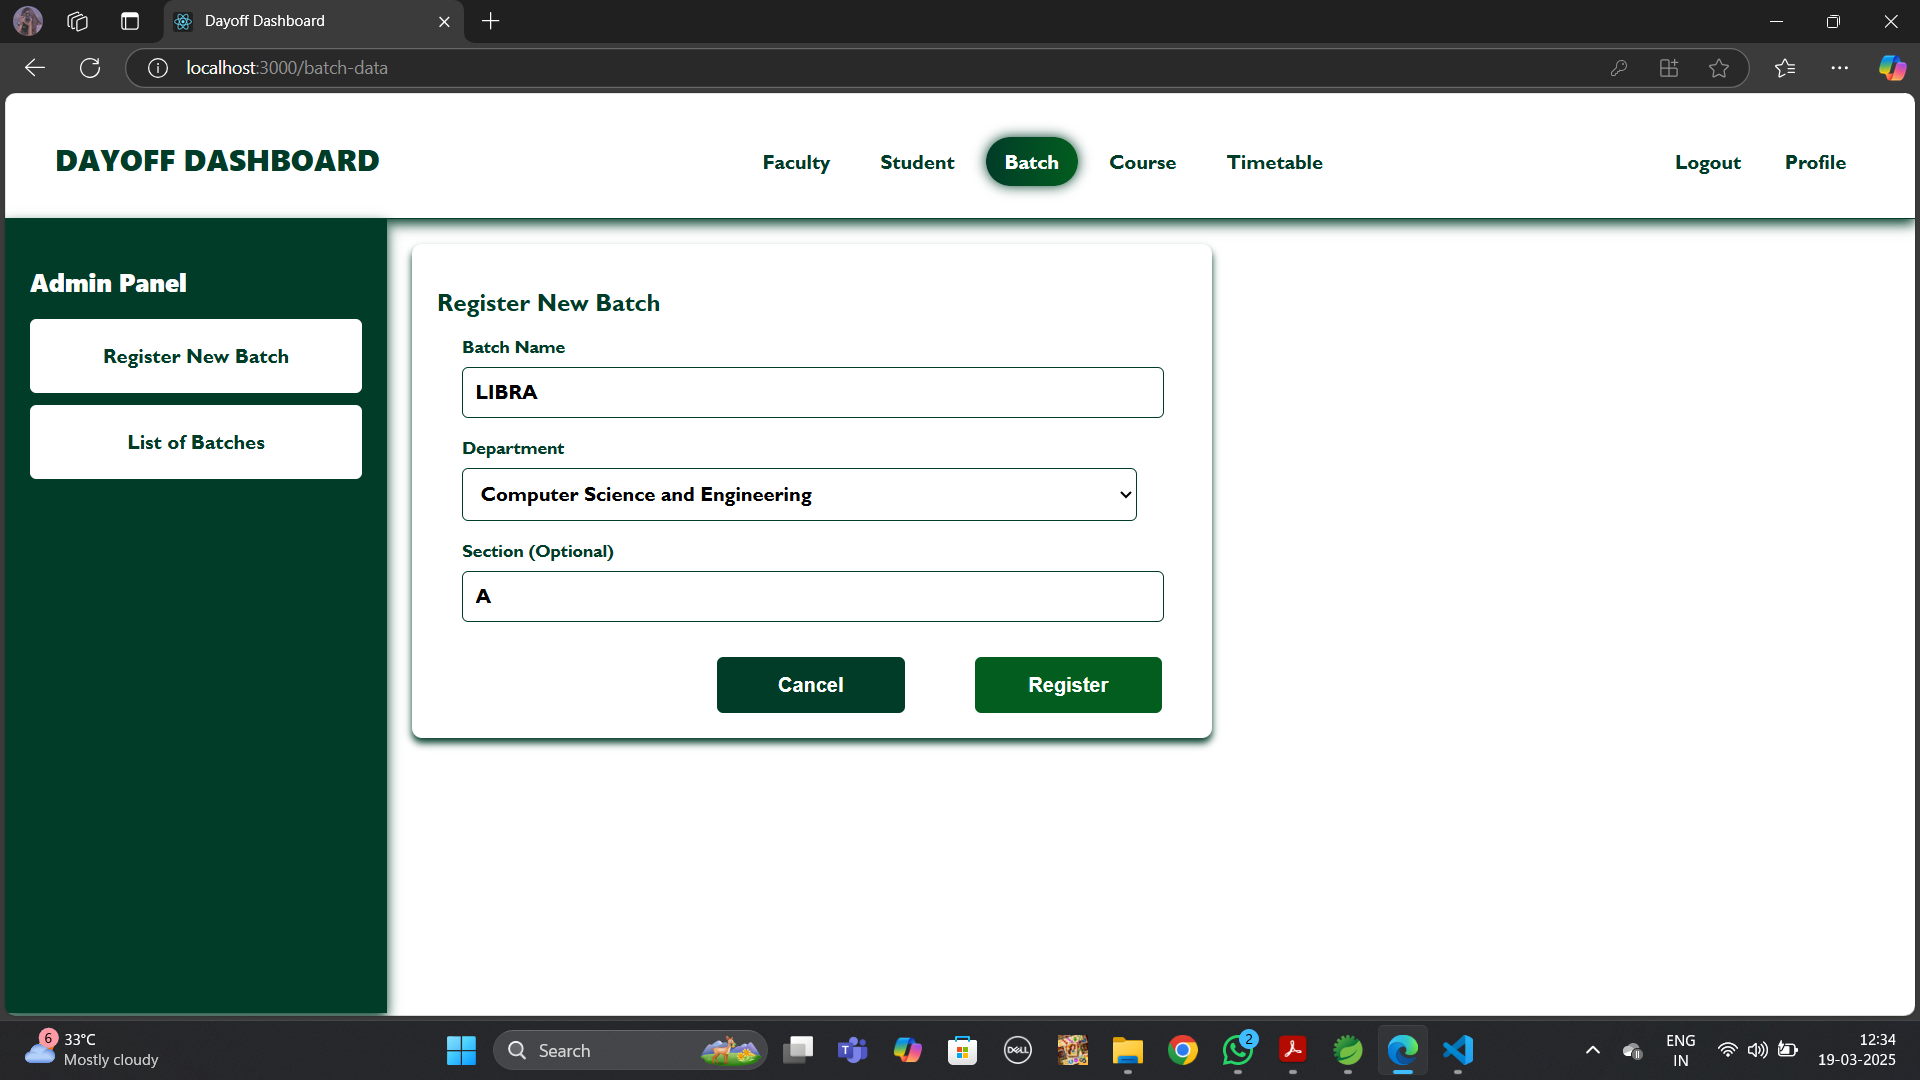 Dayoff Dashboard
localhost:3000/batch-data
DAYOFF DASHBOARD
Faculty
Student
Batch
Course
Timetable
Logout
Profile
Admin Panel
Register New Batch
List of Batches
Register New Batch
Batch Name
LIBRA
Department
Computer Science and Engineering
Section (Optional)
A
Cancel
Register
6
33°C
Mostly cloudy
Search
DELL
2
ENG
IN
12:34
19-03-2025